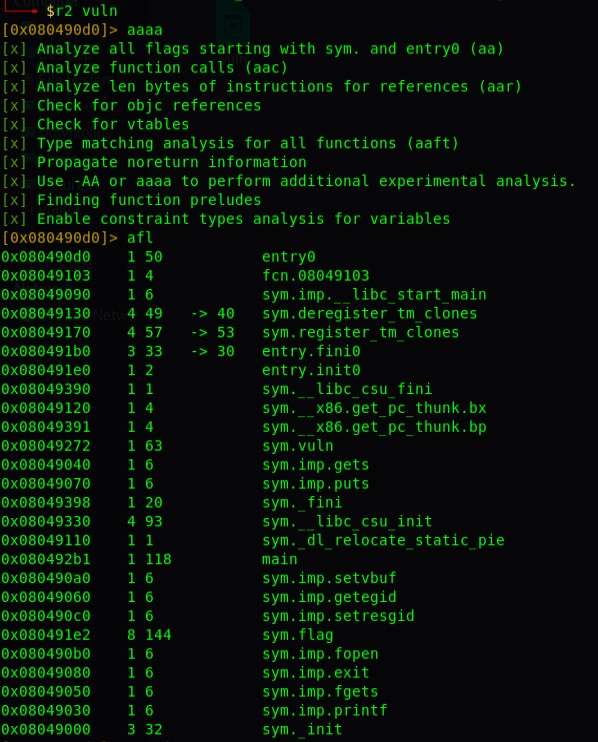 $r2 vuln
[0x080490d0]> aaaa
[x] Analyze all flags starting with sym. and entry0 (aa)
[x] Analyze function calls (aac)
[x] Analyze len bytes of instructions for references (aar)
[x] Check for objc references
[x] Check for vtables
[x] Type matching analysis for all functions (aaft)
[x] Propagate noreturn information
[x] Use -AA or aaaa to perform additional experimental analysis.
[x] Finding function preludes
[x] Enable constraint types analysis for variables
[0x080490d0]> afl
0x080490d0    1 50           entry0
0x08049103    1 4            fcn.08049103
0x08049090    1 6            sym.imp.__libc_start_main
0x08049130    4 49   -> 40   sym.deregister_tm_clones
0x08049170    4 57   -> 53   sym.register_tm_clones
0x080491b0    3 33   -> 30   entry.fini0
0x080491e0    1 2            entry.init0
0x08049390    1 1            sym.__libc_csu_fini
0x08049120    1 4            sym.__x86.get_pc_thunk.bx
0x08049391    1 4            sym.__x86.get_pc_thunk.bp
0x08049272    1 63           sym.vuln
0x08049040    1 6            sym.imp.gets
0x08049070    1 6            sym.imp.puts
0x08049398    1 20           sym._fini
0x08049330    4 93           sym.__libc_csu_init
0x08049110    1 1            sym._dl_relocate_static_pie
0x080492b1    1 118          main
0x080490a0    1 6            sym.imp.setvbuf
0x08049060    1 6            sym.imp.getegid
0x080490c0    1 6            sym.imp.setresgid
0x080491e2    8 144          sym.flag
0x080490b0    1 6            sym.imp.fopen
0x08049080    1 6            sym.imp.exit
0x08049050    1 6            sym.imp.fgets
0x08049030    1 6            sym.imp.printf
0x08049000    3 32           sym._init